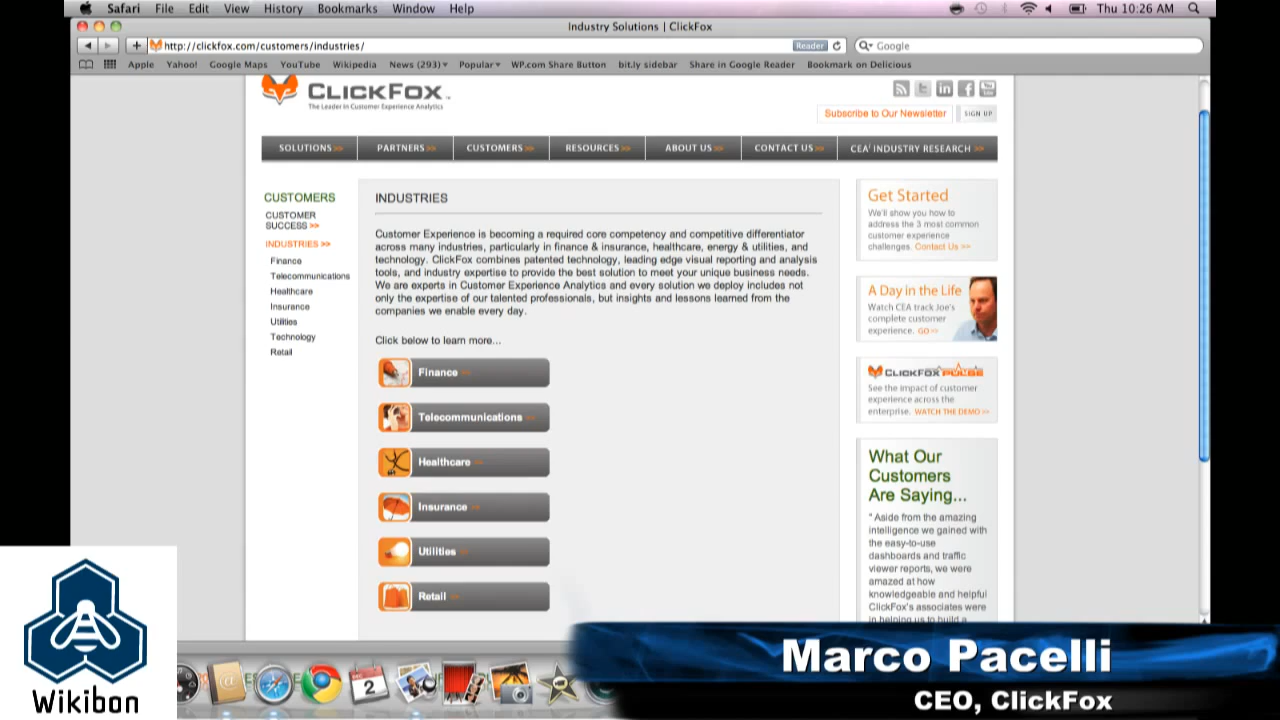 Safari File Edit View History Bookmarks Window Help
Thu 10:26 AM
Industry Solutions | ClickFox
http://clickfox.com/customers/industries/
Reader
Google
Apple Yahoo! Google Maps YouTube Wikipedia News (293) Popular WP.com Share Button bit.ly sidebar Share in Google Reader Bookmark on Delicious
CLICKFOX
The Leader in Customer Experience Analytics
Subscribe to Our Newsletter SIGN UP
SOLUTIONS >> PARTNERS >> CUSTOMERS >> RESOURCES >> ABOUT US >> CONTACT US >> CEA INDUSTRY RESEARCH >>
CUSTOMERS
CUSTOMER
SUCCESS >>
INDUSTRIES >>
Finance
Telecommunications
Healthcare
Insurance
Utilities
Technology
Retail
INDUSTRIES
Customer Experience is becoming a required core competency and competitive differentiator
across many industries, particularly in finance & insurance, healthcare, energy & utilities, and
technology. ClickFox combines patented technology, leading edge visual reporting and analysis
tools, and industry expertise to provide the best solution to meet your unique business needs.
We are experts in Customer Experience Analytics and every solution we deploy includes not
only the expertise of our talented professionals, but insights and lessons learned from the
companies we enable every day.
Click below to learn more...
Finance >>
Telecommunications >>
Healthcare >>
Insurance >>
Utilities >>
Retail >>
Get Started
We'll show you how to
address the 3 most common
customer experience
challenges. Contact Us >>
A Day in the Life
Watch CEA track Joe's
complete customer
experience. GO >>
CLICKFOX PULSE
See the impact of customer
experience across the
enterprise. WATCH THE DEMO >>
What Our
Customers
Are Saying...
" Aside from the amazing
intelligence we gained with
the easy-to-use
dashboards and traffic
viewer reports, we were
amazed at how
knowledgeable and helpful
ClickFox's associates were
in helping us to build a
2
Wikibon
Marco Pacelli
CEO, ClickFox